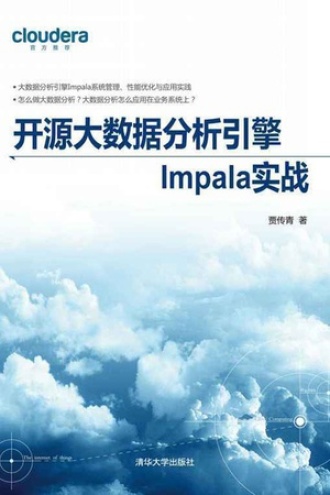 cloudera
官方推荐
• 大数据分析引擎Impala系统管理、性能优化与应用实践
• 怎么做大数据分析？大数据分析怎么应用在业务系统上？
开源大数据分析引擎
Impala实战
贾传青 著
The internet of things
清华大学出版社